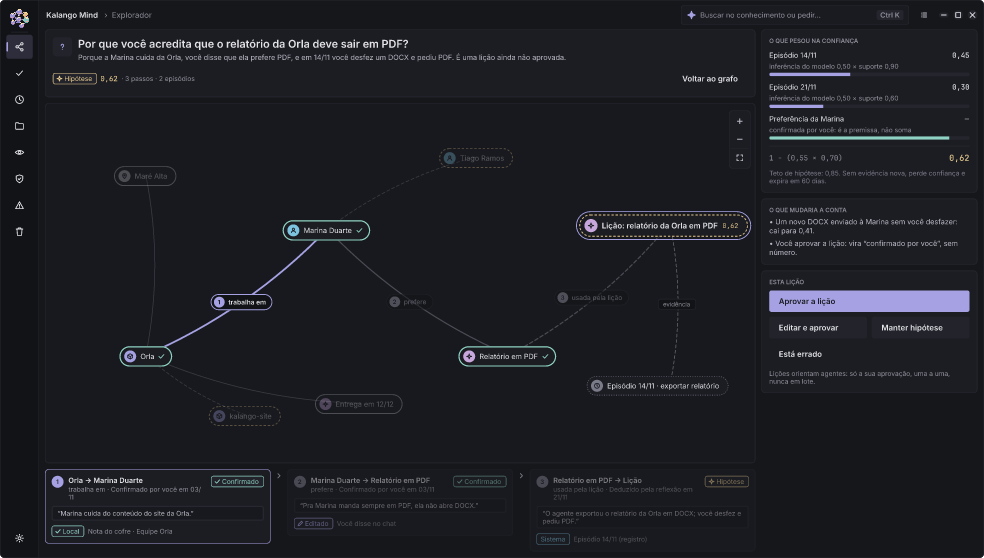 Kalango Mind › Explorador
Buscar no conhecimento ou pedir... Ctrl K
?
Por que você acredita que o relatório da Orla deve sair em PDF?
Porque a Marina cuida da Orla, você disse que ela prefere PDF, e em 14/11 você desfez um DOCX e pediu PDF. É uma lição ainda não aprovada.
Hipótese 0,62 · 3 passos · 2 episódios
Voltar ao grafo
Maré Alta
Tiago Ramos
Marina Duarte
Lição: relatório da Orla em PDF 0,62
1 trabalha em
2 prefere
3 usada pela lição
evidência
Orla
Relatório em PDF
Episódio 14/11 · exportar relatório
kalango-site
Entrega em 12/12
1 Orla → Marina Duarte
trabalha em · Confirmado por você em 03/
11
Confirmado
"Marina cuida do conteúdo do site da Orla."
Local Nota do cofre · Equipe Orla
2 Marina Duarte → Relatório em PDF
prefere · Confirmado por você em 03/11
Confirmado
"Pra Marina manda sempre em PDF, ela não abre DOCX."
Editado Você disse no chat
3 Relatório em PDF → Lição
usada pela lição · Deduzido pela reflexão em
21/11
Hipótese
"O agente exportou o relatório da Orla em DOCX; você desfez e
pediu PDF."
Sistema Episódio 14/11 (registro)
O QUE PESOU NA CONFIANÇA
Episódio 14/11 0,45
inferência do modelo 0,50 × suporte 0,90
Episódio 21/11 0,30
inferência do modelo 0,50 × suporte 0,60
Preferência da Marina –
confirmada por você: é a premissa, não soma
1 - (0,55 × 0,70) 0,62
Teto de hipótese: 0,85. Sem evidência nova, perde confiança e
expira em 60 dias.
O QUE MUDARIA A CONTA
• Um novo DOCX enviado à Marina sem você desfazer:
cai para 0,41.
• Você aprovar a lição: vira "confirmado por você", sem
número.
ESTA LIÇÃO
Aprovar a lição
Editar e aprovar
Manter hipótese
Está errado
Lições orientam agentes: só a sua aprovação, uma a uma,
nunca em lote.